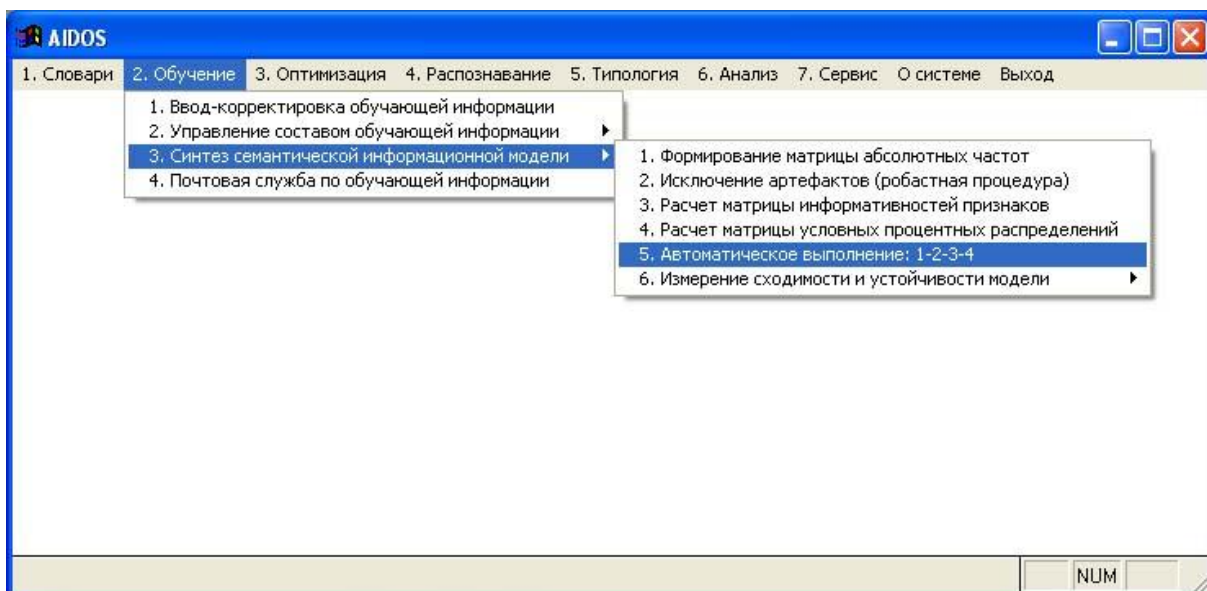 AIDOS
1. Словари 2. Обучение 3. Оптимизация 4. Распознавание 5. Типология 6. Анализ 7. Сервис О системе Выход
1. Ввод-корректировка обучающей информации
2. Управление составом обучающей информации
3. Синтез семантической информационной модели
4. Почтовая служба по обучающей информации
1. Формирование матрицы абсолютных частот
2. Исключение артефактов (робастная процедура)
3. Расчет матрицы информативностей признаков
4. Расчет матрицы условных процентных распределений
5. Автоматическое выполнение: 1-2-3-4
6. Измерение сходимости и устойчивости модели
NUM